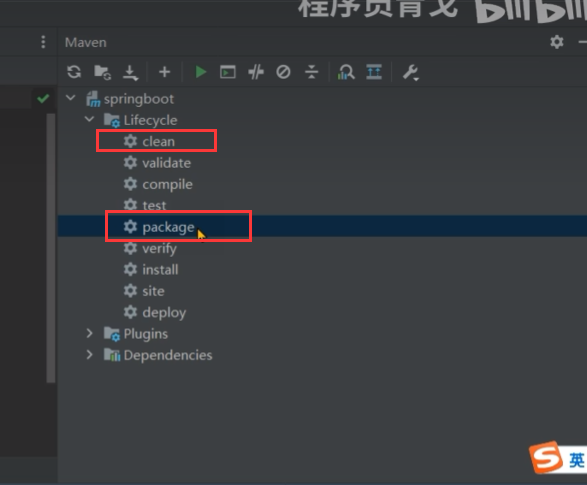 程序员青戈 bilibili
Maven
springboot
Lifecycle
clean
validate
compile
test
package
verify
install
site
deploy
Plugins
Dependencies
S 英